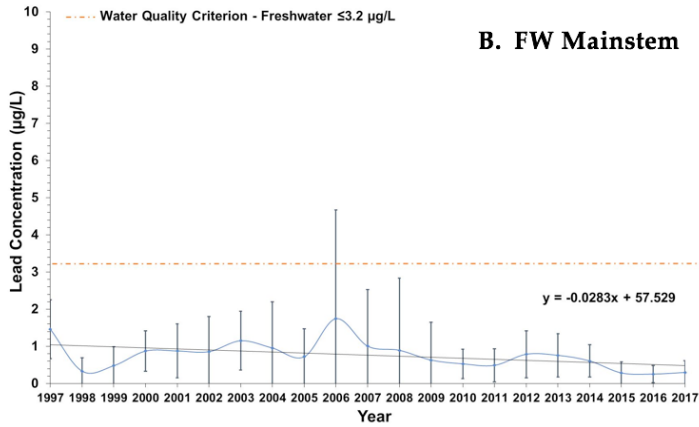 Water Quality Criterion - Freshwater ≤3.2 µg/L
B. FW Mainstem
Lead Concentration (µg/L)
10
9
8
7
6
5
4
3
2
1
0
y = -0.0283x + 57.529
1997 1998 1999 2000 2001 2002 2003 2004 2005 2006 2007 2008 2009 2010 2011 2012 2013 2014 2015 2016 2017
Year